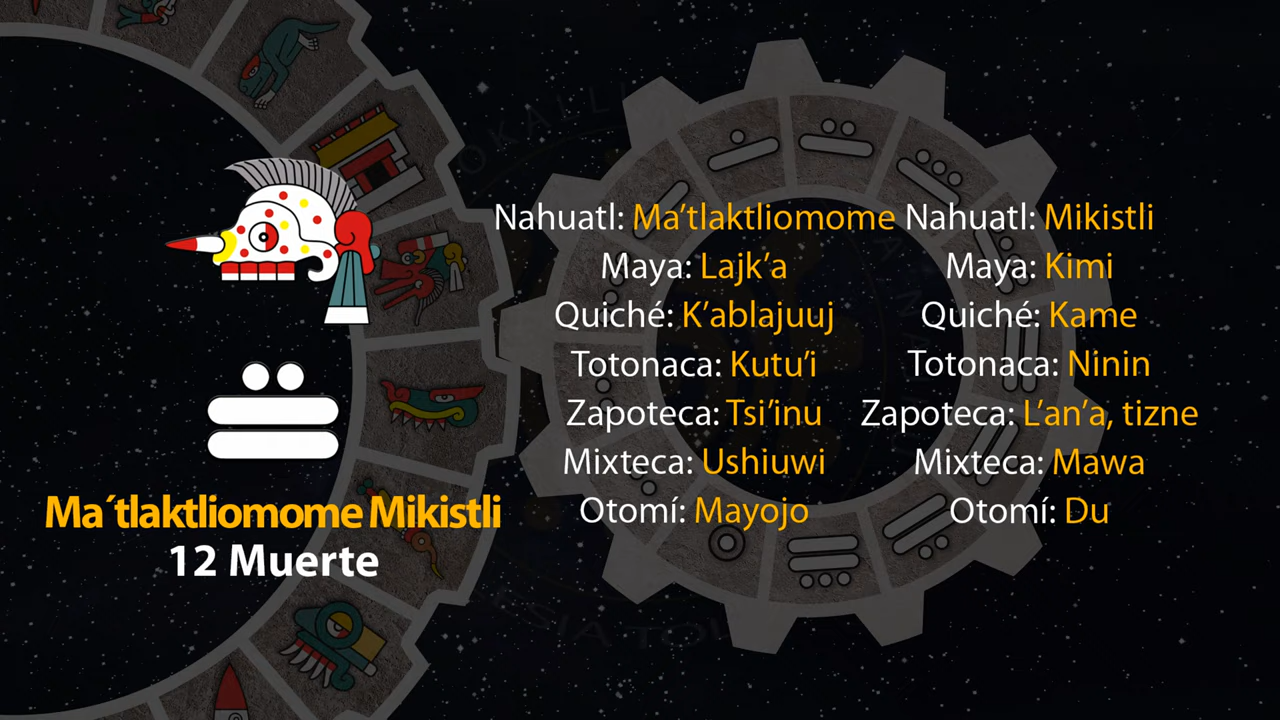 Nahuatl: Ma’tlaktliomome
Maya: Lajk’a
Quiché: K’ablajuuj
Totonaca: Kutu’i
Zapoteca: Tsi’inu
Mixteca: Ushiuwi
Otomí: Mayojo
Nahuatl: Mikistli
Maya: Kimi
Quiché: Kame
Totonaca: Ninin
Zapoteca: L’an’a, tizne
Mixteca: Mawa
Otomí: Du
Ma´tlaktliomome Mikistli
12 Muerte